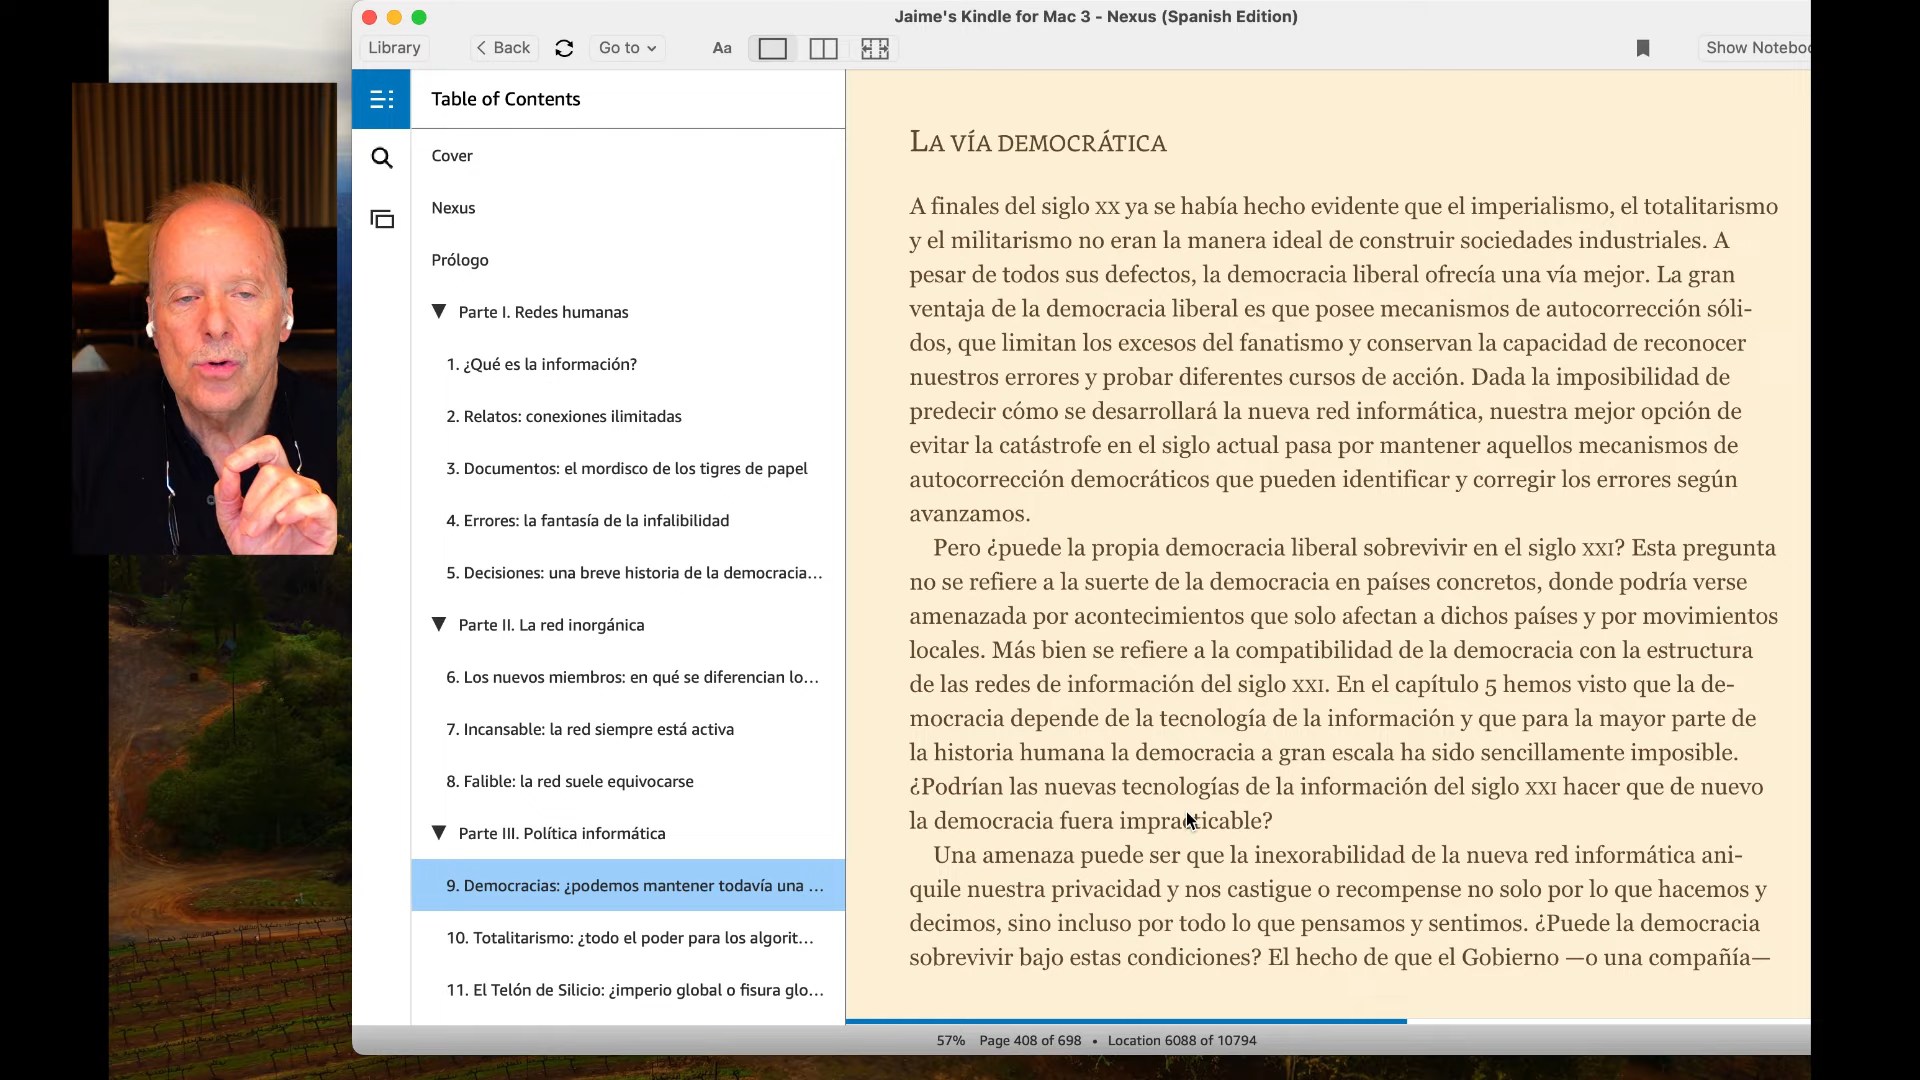 Jaime's Kindle for Mac 3 - Nexus (Spanish Edition)
Library
Back
Go to
Aa
Show Noteboo
Table of Contents
Cover
Nexus
Prólogo
Parte I. Redes humanas
1. ¿Qué es la información?
2. Relatos: conexiones ilimitadas
3. Documentos: el mordisco de los tigres de papel
4. Errores: la fantasía de la infalibilidad
5. Decisiones: una breve historia de la democracia…
Parte II. La red inorgánica
6. Los nuevos miembros: en qué se diferencian lo…
7. Incansable: la red siempre está activa
8. Falible: la red suele equivocarse
Parte III. Política informática
9. Democracias: ¿podemos mantener todavía una …
10. Totalitarismo: ¿todo el poder para los algorit…
11. El Telón de Silicio: ¿imperio global o fisura glo…
LA VÍA DEMOCRÁTICA
A finales del siglo XX ya se había hecho evidente que el imperialismo, el totalitarismo
y el militarismo no eran la manera ideal de construir sociedades industriales. A
pesar de todos sus defectos, la democracia liberal ofrecía una vía mejor. La gran
ventaja de la democracia liberal es que posee mecanismos de autocorrección sóli-
dos, que limitan los excesos del fanatismo y conservan la capacidad de reconocer
nuestros errores y probar diferentes cursos de acción. Dada la imposibilidad de
predecir cómo se desarrollará la nueva red informática, nuestra mejor opción de
evitar la catástrofe en el siglo actual pasa por mantener aquellos mecanismos de
autocorrección democráticos que pueden identificar y corregir los errores según
avanzamos.
Pero ¿puede la propia democracia liberal sobrevivir en el siglo XXI? Esta pregunta
no se refiere a la suerte de la democracia en países concretos, donde podría verse
amenazada por acontecimientos que solo afectan a dichos países y por movimientos
locales. Más bien se refiere a la compatibilidad de la democracia con la estructura
de las redes de información del siglo XXI. En el capítulo 5 hemos visto que la de-
mocracia depende de la tecnología de la información y que para la mayor parte de
la historia humana la democracia a gran escala ha sido sencillamente imposible.
¿Podrían las nuevas tecnologías de la información del siglo XXI hacer que de nuevo
la democracia fuera impracticable?
Una amenaza puede ser que la inexorabilidad de la nueva red informática ani-
quile nuestra privacidad y nos castigue o recompense no solo por lo que hacemos y
decimos, sino incluso por todo lo que pensamos y sentimos. ¿Puede la democracia
sobrevivir bajo estas condiciones? El hecho de que el Gobierno —o una compañía—
57% Page 408 of 698 • Location 6088 of 10794